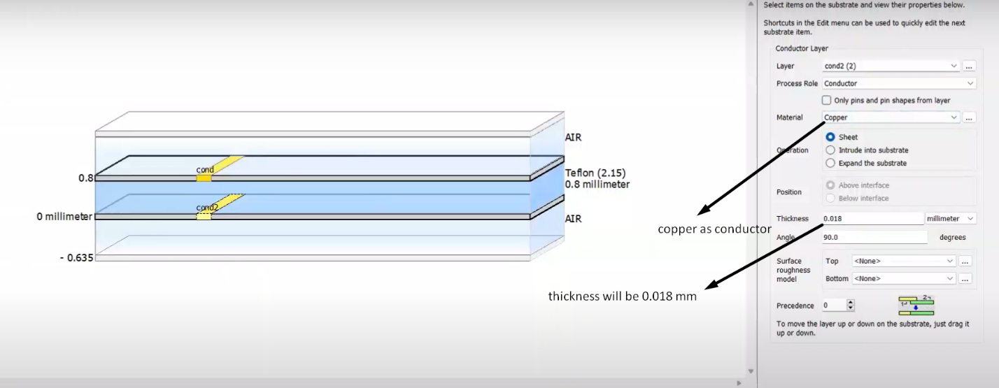 Select items on the substrate and view their properties below.
Shortcuts in the Edit menu can be used to quickly edit the next
substrate item.
Conductor Layer
Layer cond2 (2) ...
Process Role Conductor
Only pins and pin shapes from layer
Material Copper ...
Operation
Sheet
Intrude into substrate
Expand the substrate
Position
Above interface
Below interface
Thickness 0.018 millimeter
Angle 90.0 degrees
Surface
roughness
model
Top <None> ...
Bottom <None> ...
Precedence 0
1 2
To move the layer up or down on the substrate, just drag it
up or down.
AIR
cond
0.8
Teflon (2.15)
0.8 millimeter
cond2
0 millimeter
AIR
- 0.635
copper as conductor
thickness will be 0.018 mm